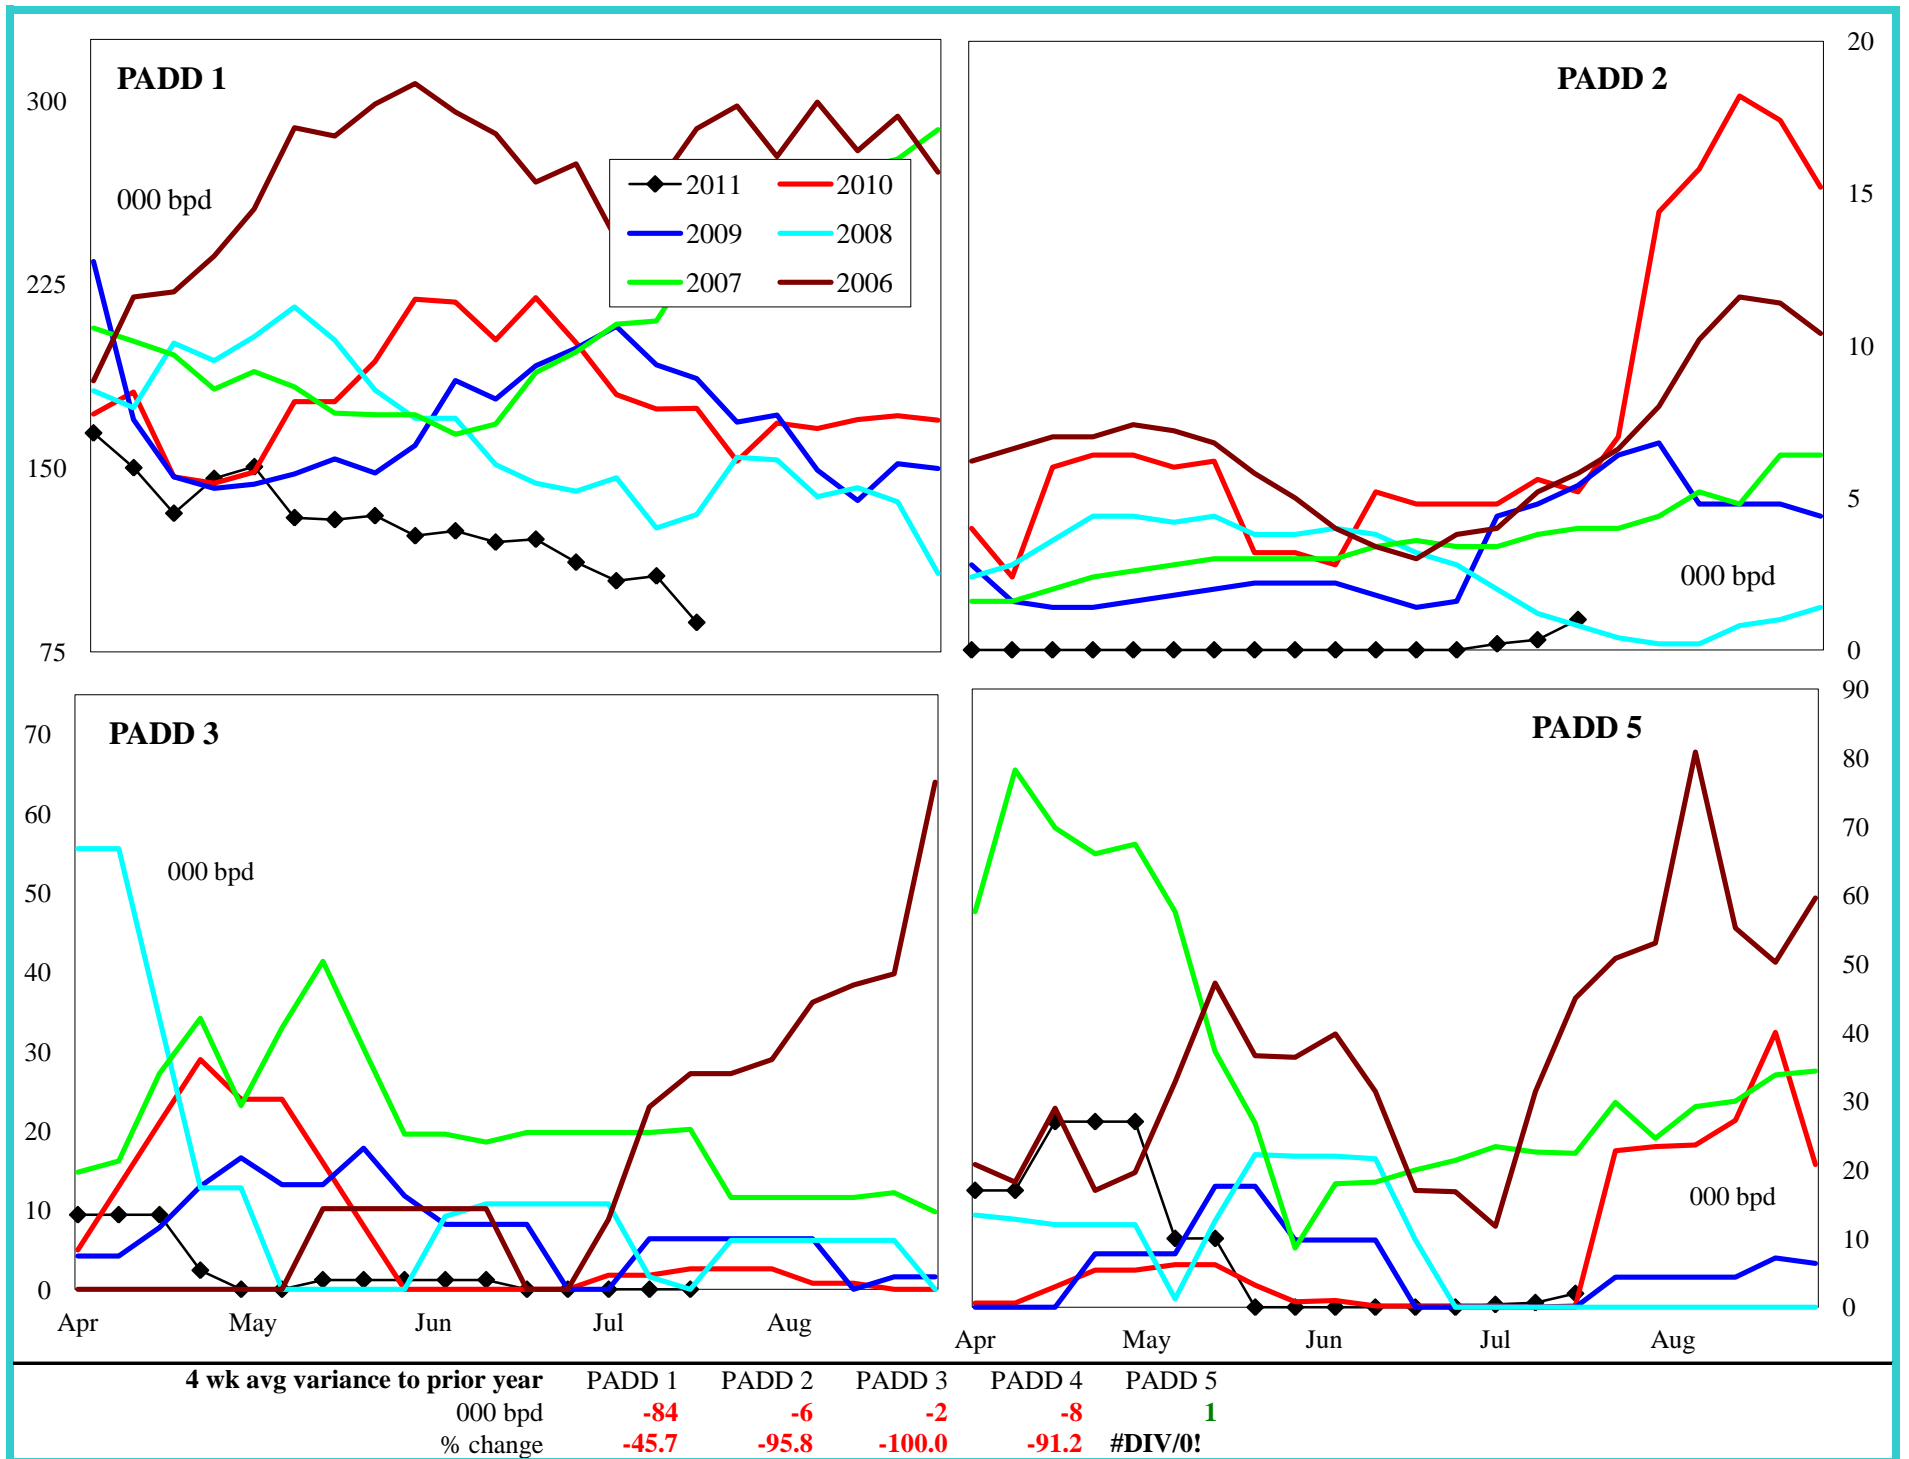 PADD 1
000 bpd
300
225
150
75
2011 2010
2009 2008
2007 2006
PADD 2
000 bpd
20
15
10
5
0
PADD 3
000 bpd
70
60
50
40
30
20
10
0
Apr May Jun Jul Aug
PADD 5
000 bpd
90
80
70
60
50
40
30
20
10
0
Apr May Jun Jul Aug
4 wk avg variance to prior year PADD 1 PADD 2 PADD 3 PADD 4 PADD 5
000 bpd -84 -6 -2 -8 1
% change -45.7 -95.8 -100.0 -91.2 #DIV/0!